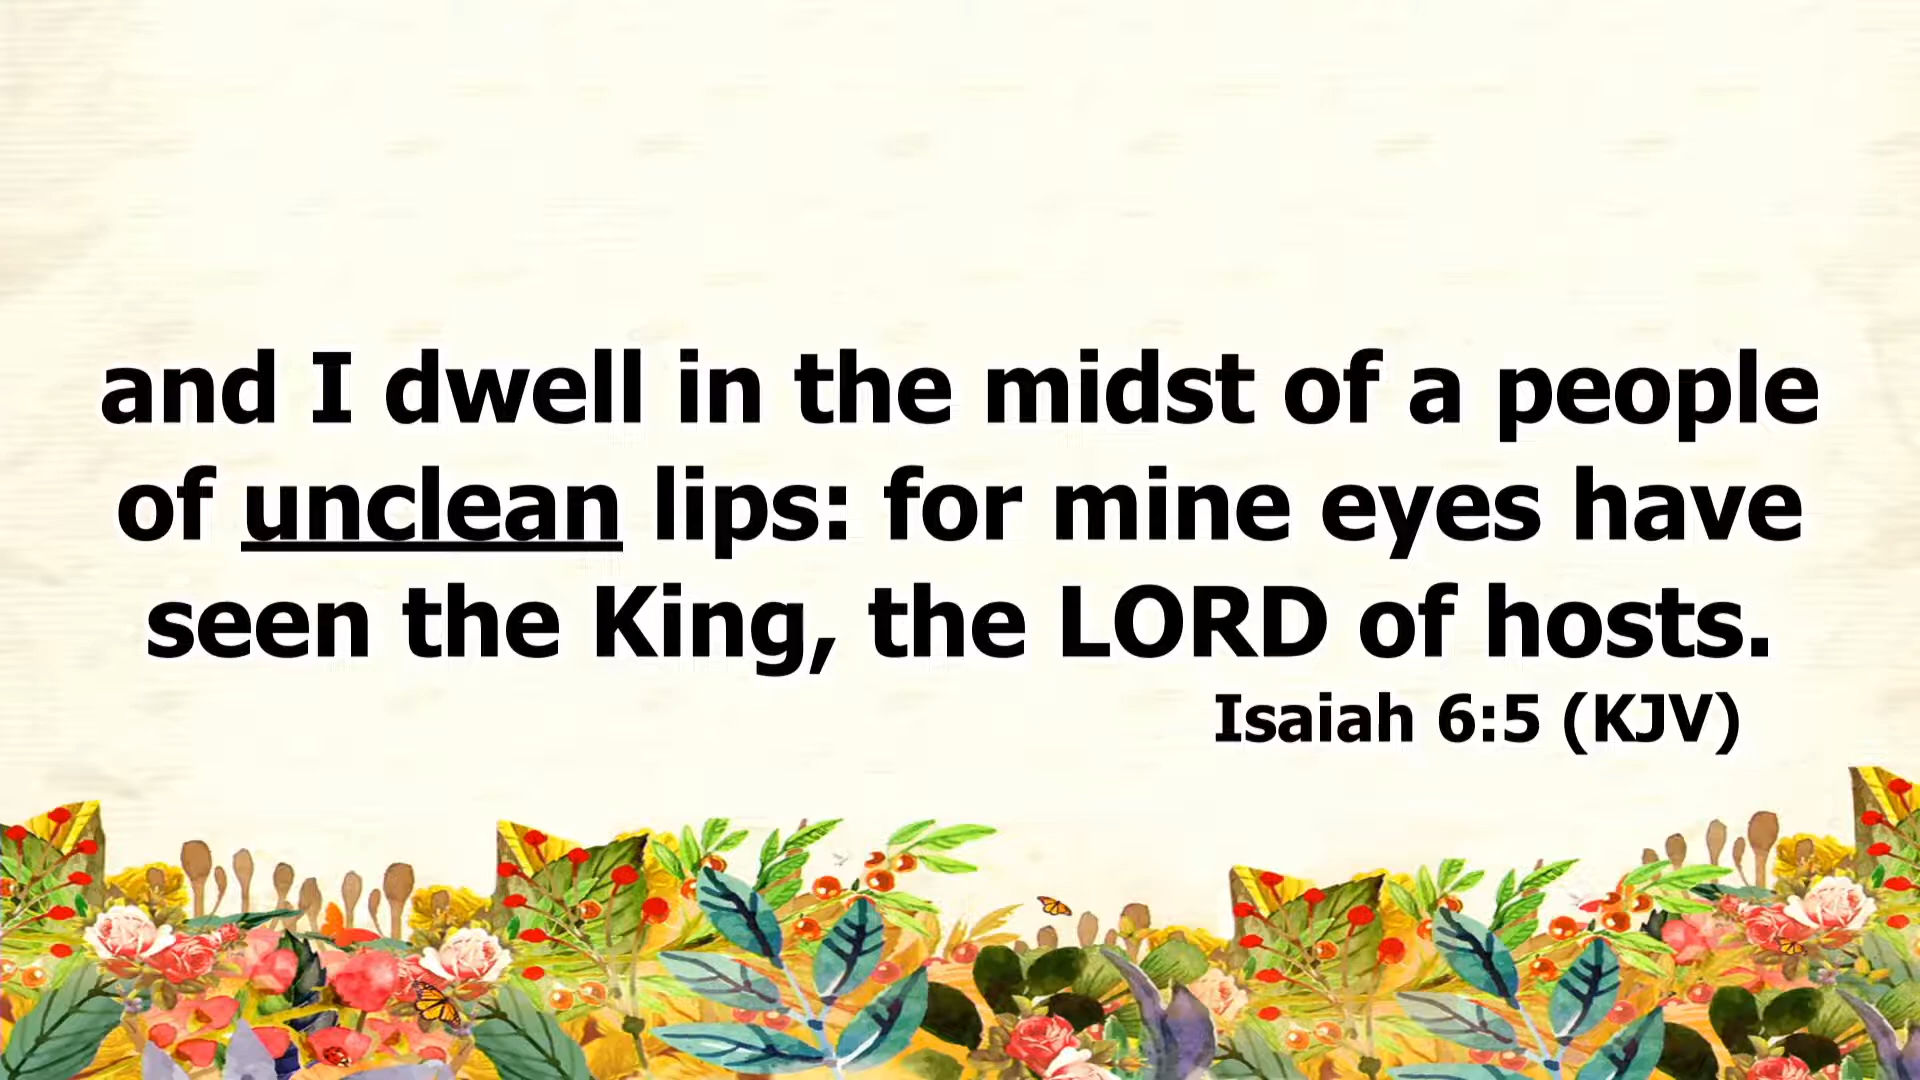 and I dwell in the midst of a people
of unclean lips: for mine eyes have
seen the King, the LORD of hosts.
Isaiah 6:5 (KJV)